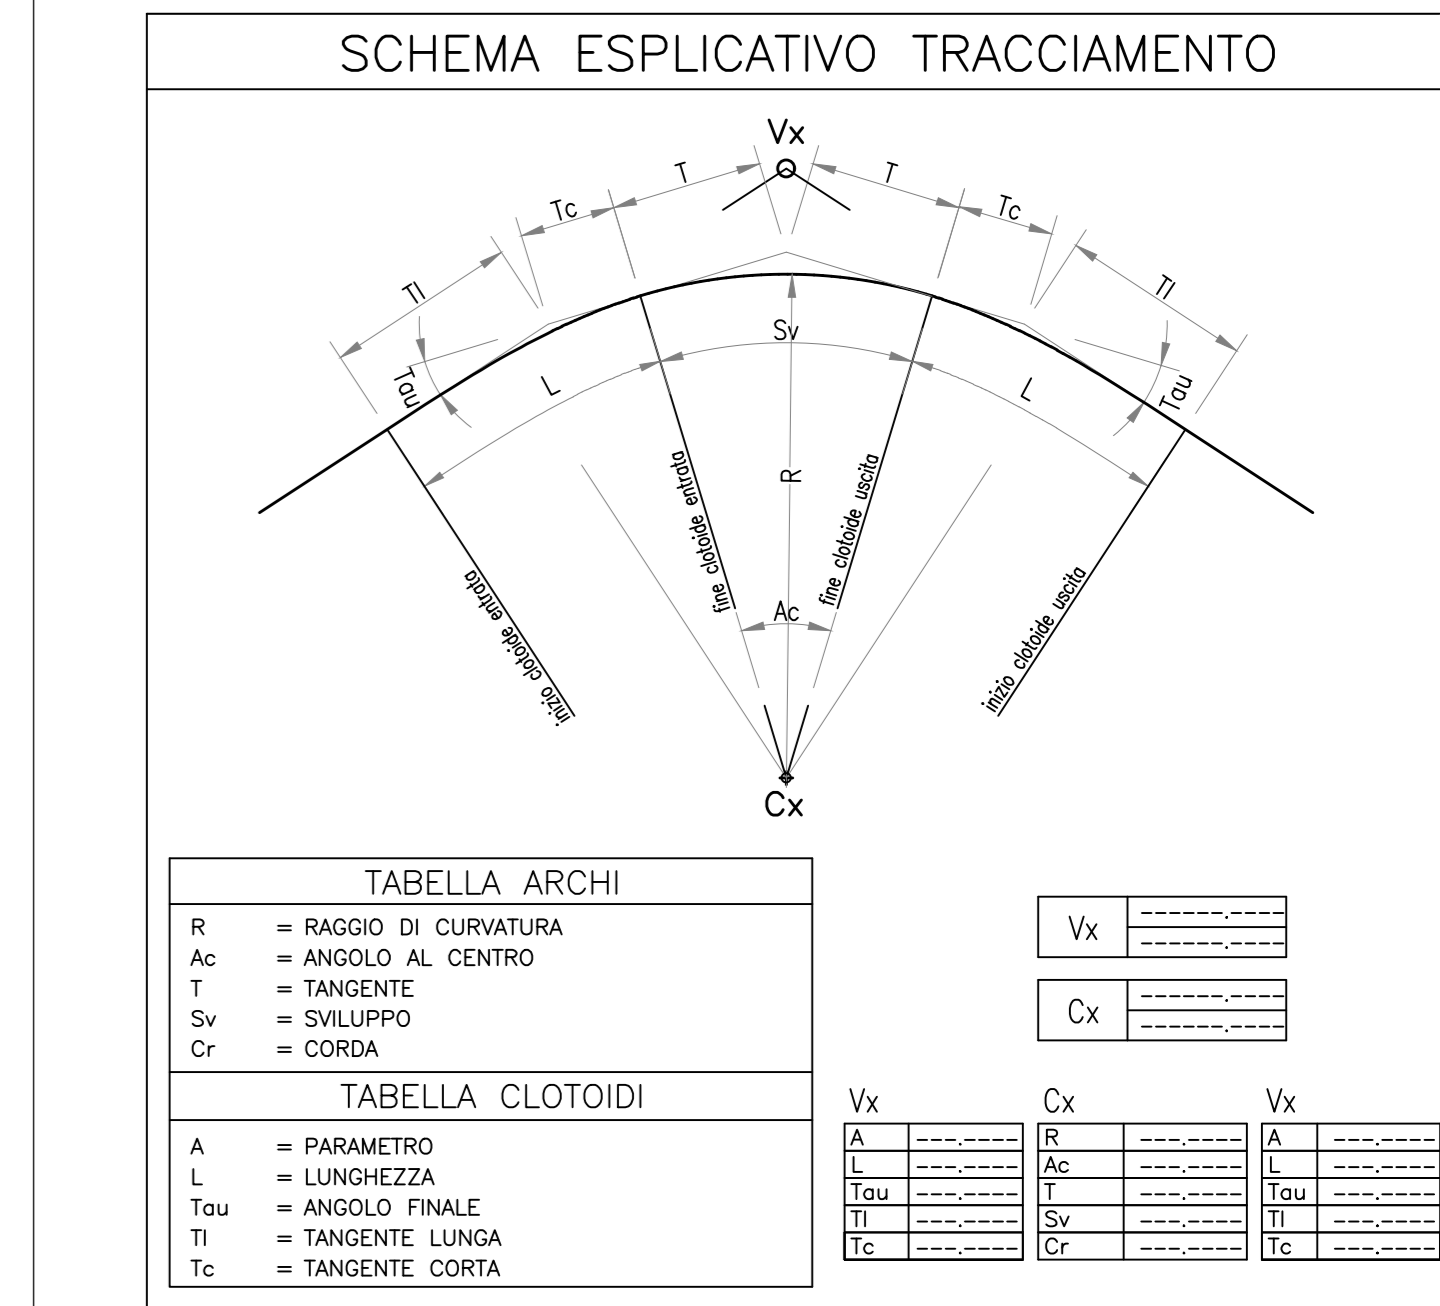 SCHEMA ESPLICATIVO TRACCIAMENTO
Vx
T
T
Tc
Tc
Tl
Tl
Sv
Tau
Tau
L
L
R
fine clotoide entrata
fine clotoide uscita
inizio clotoide entrata
inizio clotoide uscita
Ac
Cx
TABELLA ARCHI
R = RAGGIO DI CURVATURA
Ac = ANGOLO AL CENTRO
T = TANGENTE
Sv = SVILUPPO
Cr = CORDA
TABELLA CLOTOIDI
A = PARAMETRO
L = LUNGHEZZA
Tau = ANGOLO FINALE
Tl = TANGENTE LUNGA
Tc = TANGENTE CORTA
Vx ------.----
------.----
Cx ------.----
------.----
Vx
A ---.----
L ---.----
Tau ---.----
Tl ---.----
Tc ---.----
Cx
R ---.----
Ac ---.----
T ---.----
Sv ---.----
Cr ---.----
Vx
A ---.----
L ---.----
Tau ---.----
Tl ---.----
Tc ---.----